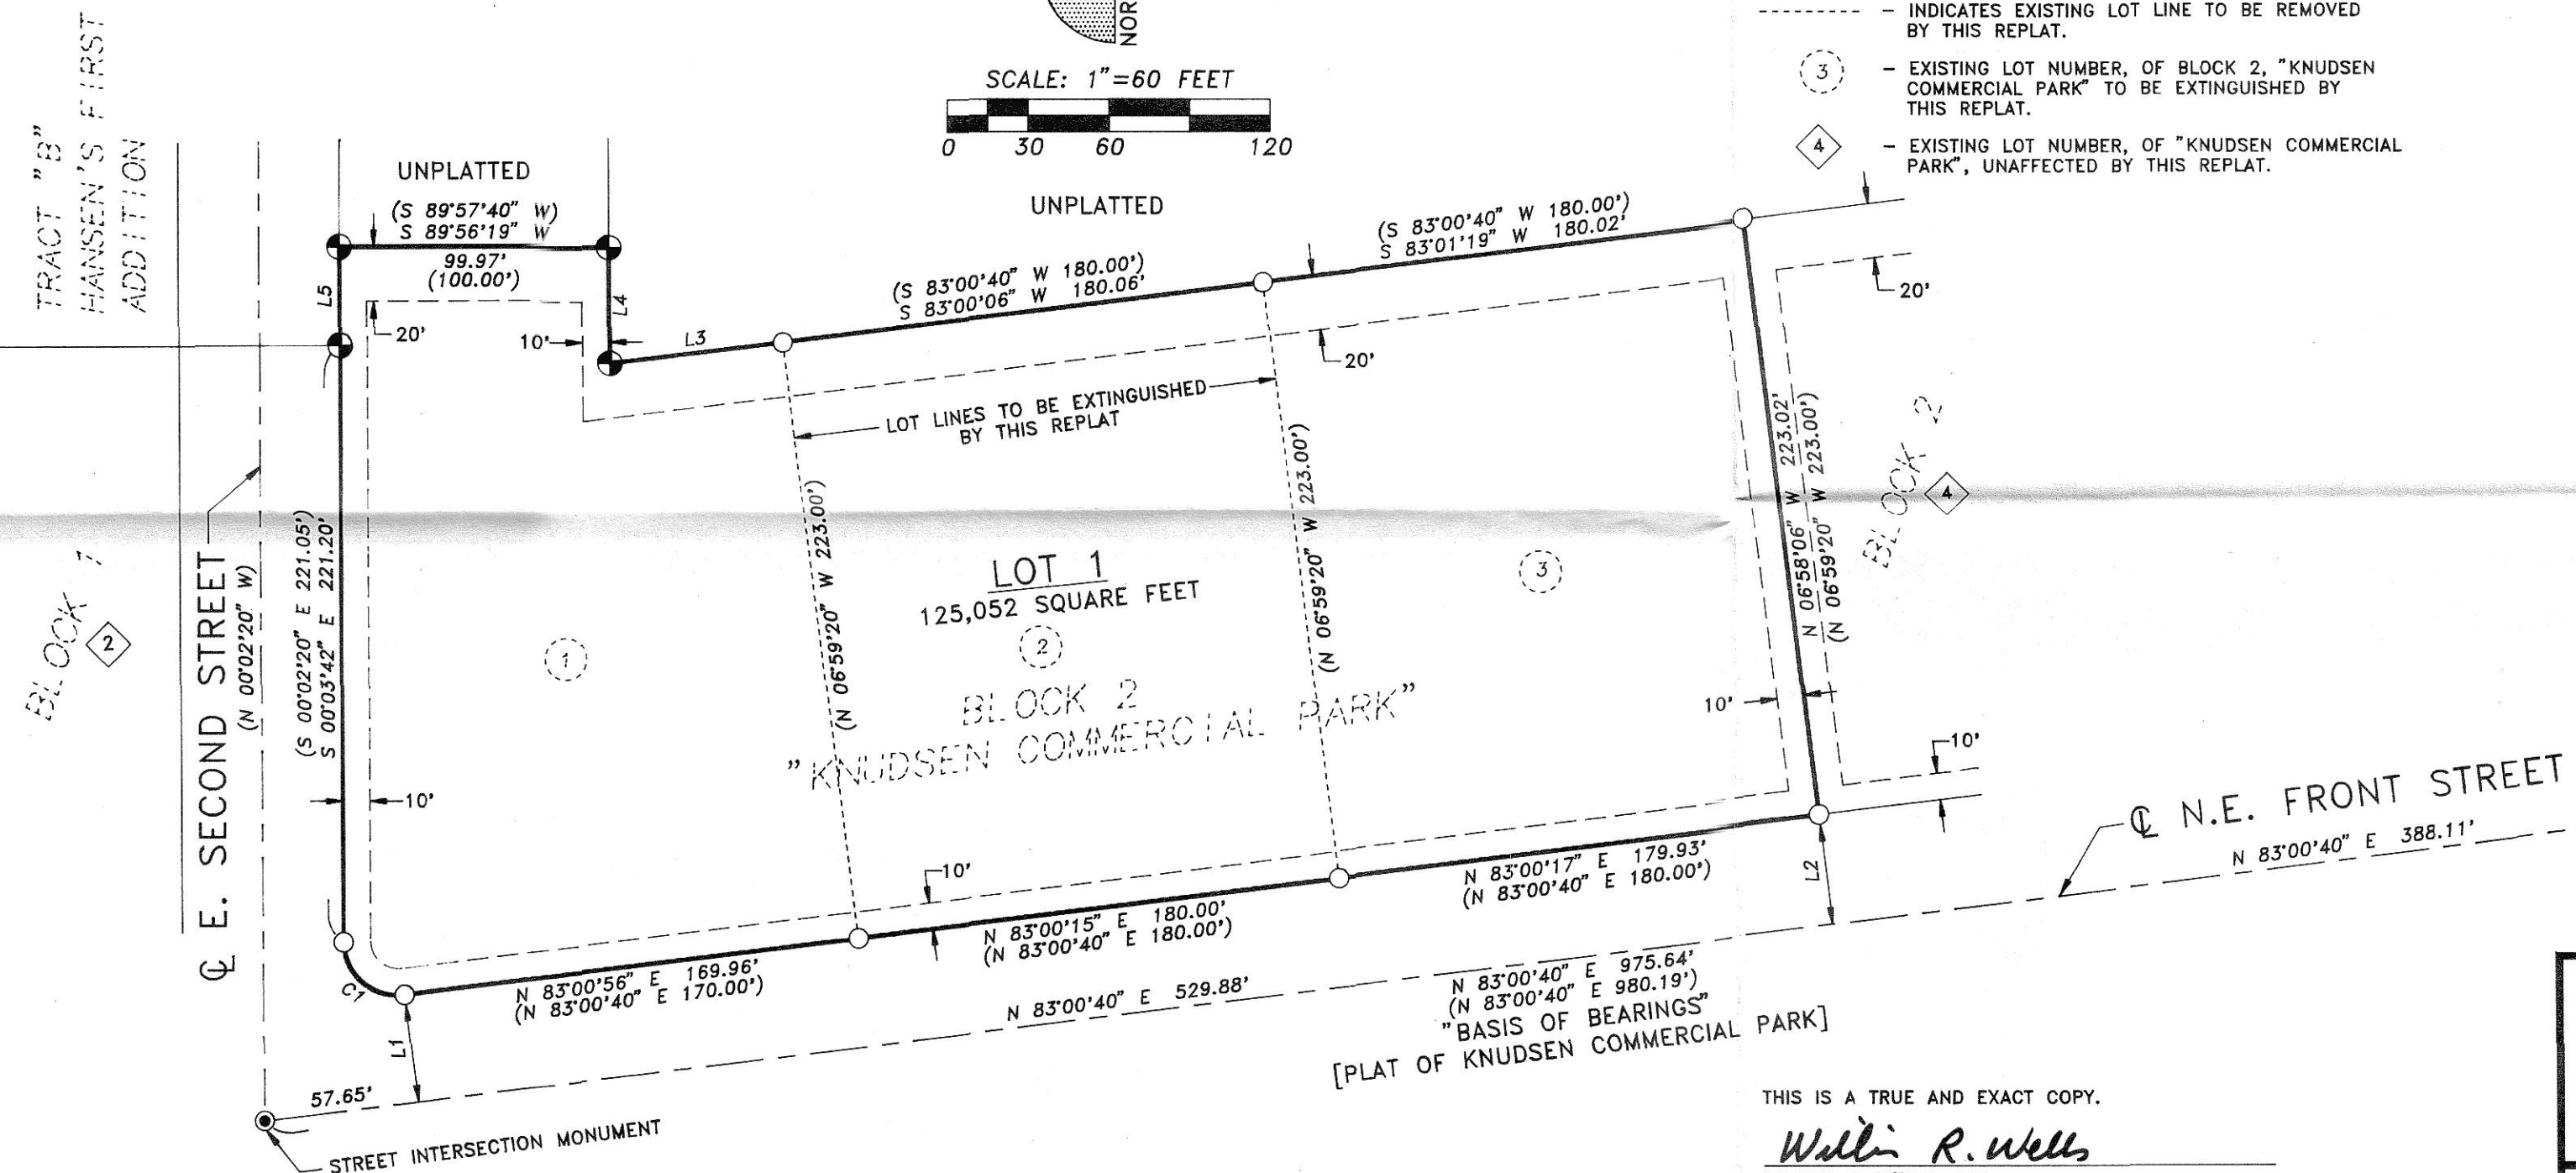 TRACT "B"
HANSEN'S FIRST
ADDITION
NOR
SCALE: 1"=60 FEET
0 30 60 120
- INDICATES EXISTING LOT LINE TO BE REMOVED
BY THIS REPLAT.
3 - EXISTING LOT NUMBER, OF BLOCK 2, "KNUDSEN
COMMERCIAL PARK" TO BE EXTINGUISHED BY
THIS REPLAT.
4 - EXISTING LOT NUMBER, OF "KNUDSEN COMMERCIAL
PARK", UNAFFECTED BY THIS REPLAT.
UNPLATTED
(S 89°57'40" W)
S 89°56'19" W
99.97'
(100.00')
L5
L4
20'
10'
L3
UNPLATTED
(S 83°00'40" W 180.00')
S 83°00'06" W 180.06'
(S 83°00'40" W 180.00')
S 83°01'19" W 180.02'
20'
20'
LOT LINES TO BE EXTINGUISHED
BY THIS REPLAT
BLOCK 1
2
℄ E. SECOND STREET
(N 00°02'20" W)
(S 00°02'20" E 221.05')
S 00°03'42" E 221.20'
10'
1
(N 06°59'20" W 223.00')
LOT 1
125,052 SQUARE FEET
2
BLOCK 2
"KNUDSEN COMMERCIAL PARK"
(N 06°59'20" W 223.00')
3
N 06°58'06" W 223.02'
(N 06°59'20" W 223.00')
BLOCK 2
4
10'
10'
10'
C1
N 83°00'56" E 169.96'
(N 83°00'40" E 170.00')
N 83°00'15" E 180.00'
(N 83°00'40" E 180.00')
N 83°00'17" E 179.93'
(N 83°00'40" E 180.00')
L1
L2
℄ N.E. FRONT STREET
N 83°00'40" E 388.11'
57.65'
N 83°00'40" E 529.88'
N 83°00'40" E 975.64'
(N 83°00'40" E 980.19')
"BASIS OF BEARINGS"
[PLAT OF KNUDSEN COMMERCIAL PARK]
STREET INTERSECTION MONUMENT
THIS IS A TRUE AND EXACT COPY.
Willis R. Wells